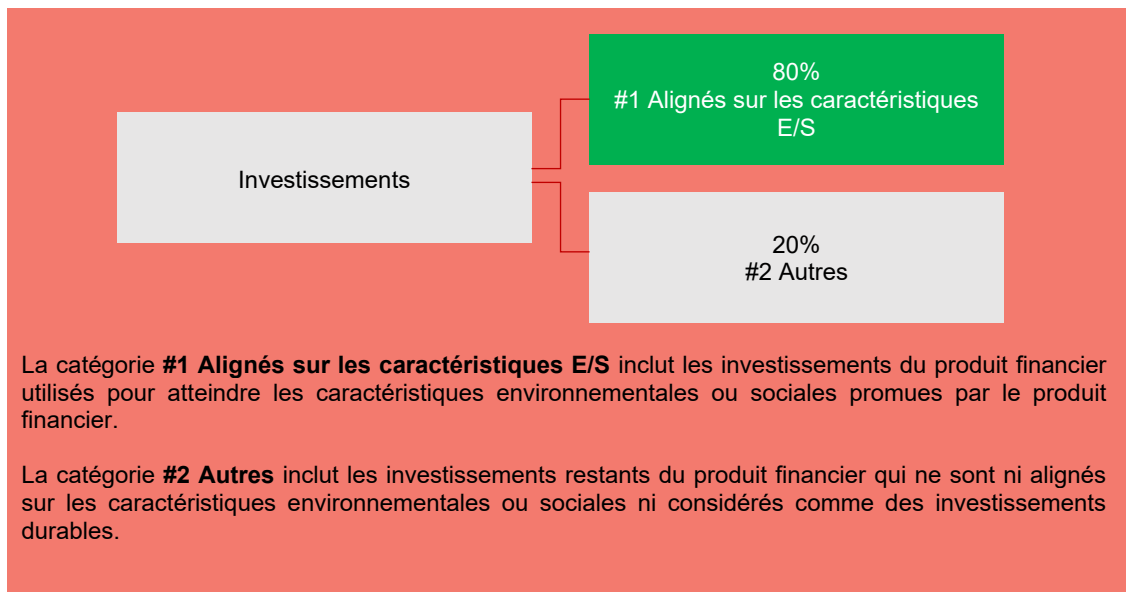 80%
#1 Alignés sur les caractéristiques
E/S
Investissements
20%
#2 Autres
La catégorie #1 Alignés sur les caractéristiques E/S inclut les investissements du produit financier
utilisés pour atteindre les caractéristiques environnementales ou sociales promues par le produit
financier.
La catégorie #2 Autres inclut les investissements restants du produit financier qui ne sont ni alignés
sur les caractéristiques environnementales ou sociales ni considérés comme des investissements
durables.